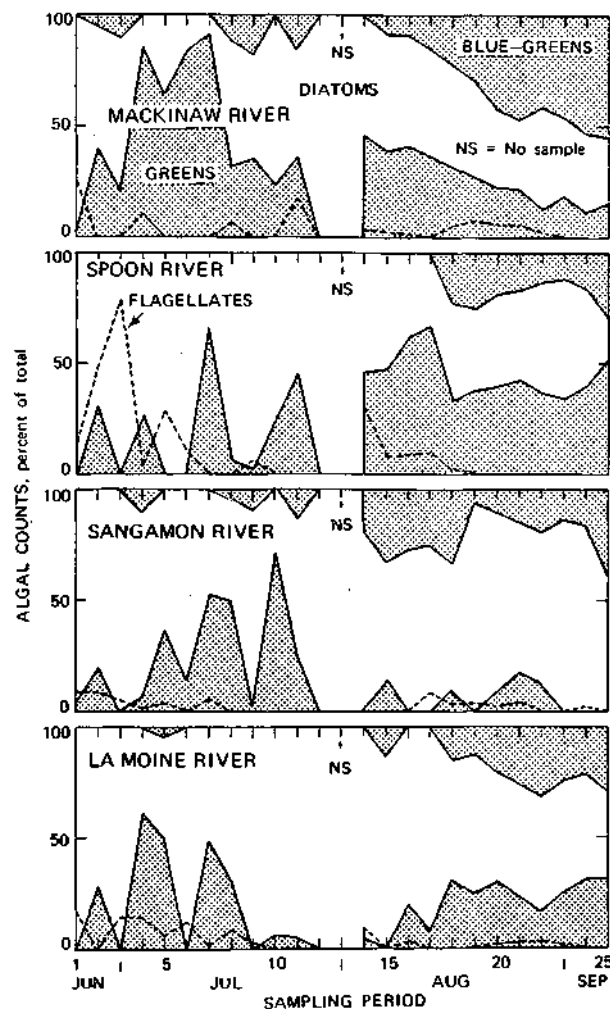 100
50
0
MACKINAW RIVER
GREENS
DIATOMS
NS
BLUE-GREENS
NS = No sample
100
50
0
SPOON RIVER
FLAGELLATES
NS
100
50
0
SANGAMON RIVER
NS
100
50
0
LA MOINE RIVER
NS
1 5 10 15 20 25
JUN JUL AUG SEP
SAMPLING PERIOD
ALGAL COUNTS, percent of total